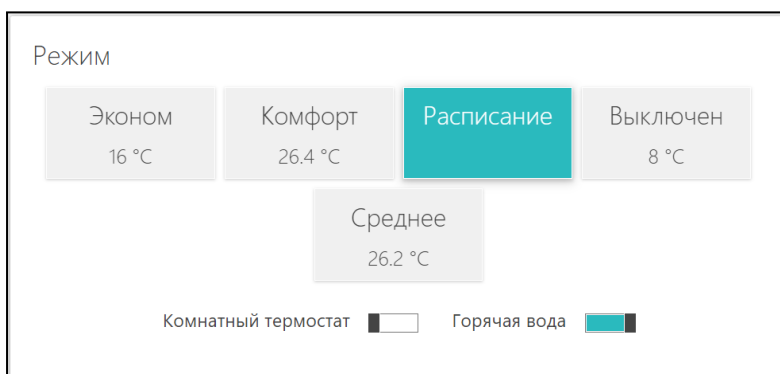 Режим
Эконом Комфорт Расписание Выключен
16 °C 26.4 °C 8 °C
Среднее
26.2 °C
Комнатный термостат Горячая вода